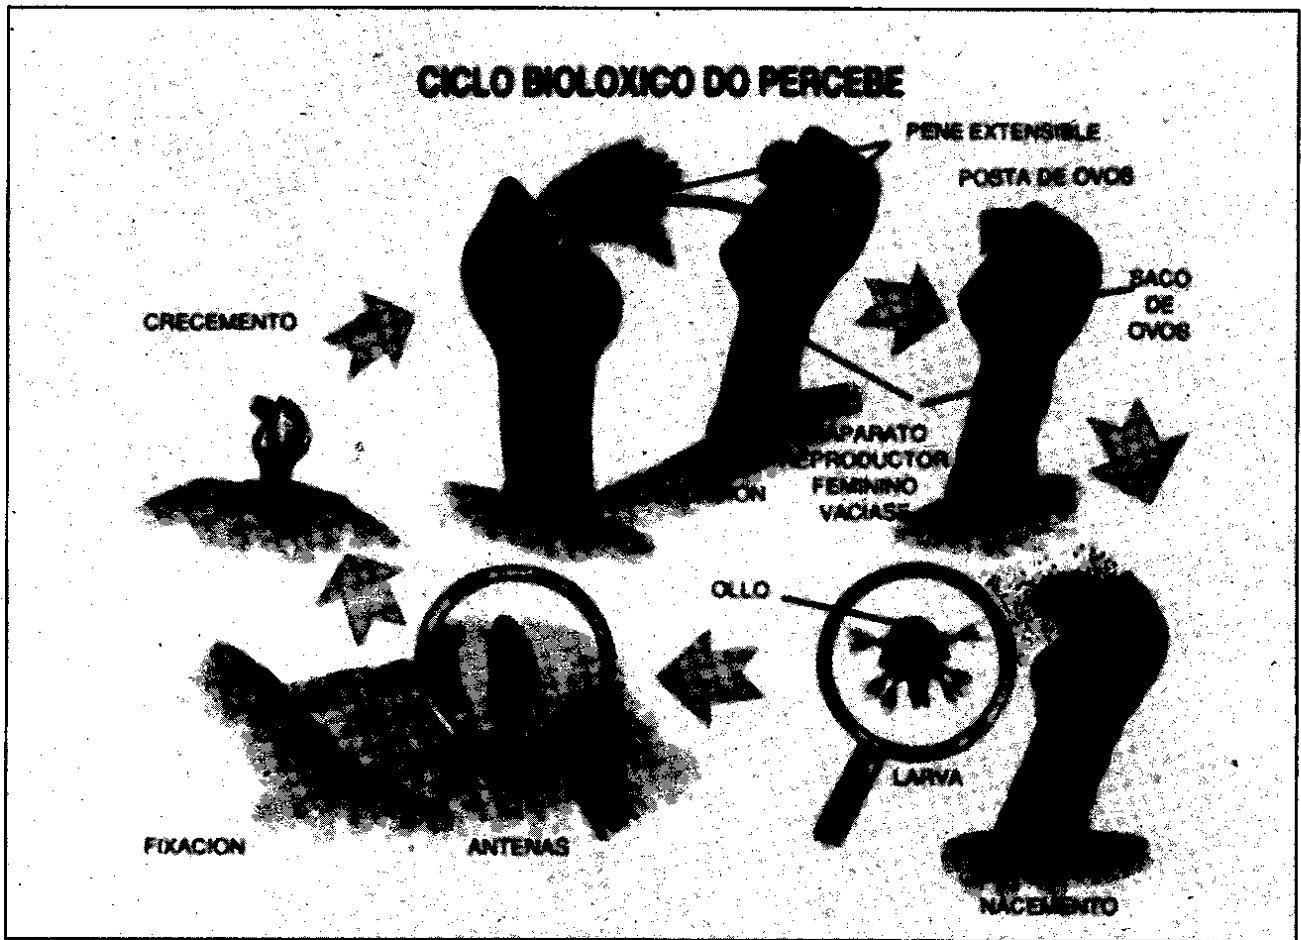 CICLO BIOLOXICO DO PERCEBE
PENE EXTENSIBLE
POSTA DE OVOS
SACO
DE
OVOS
CRECEMENTO
APARATO
REPRODUCTOR
FEMININO
VACIASE
OLLO
LARVA
FIXACION
ANTENAS
NACEMENTO